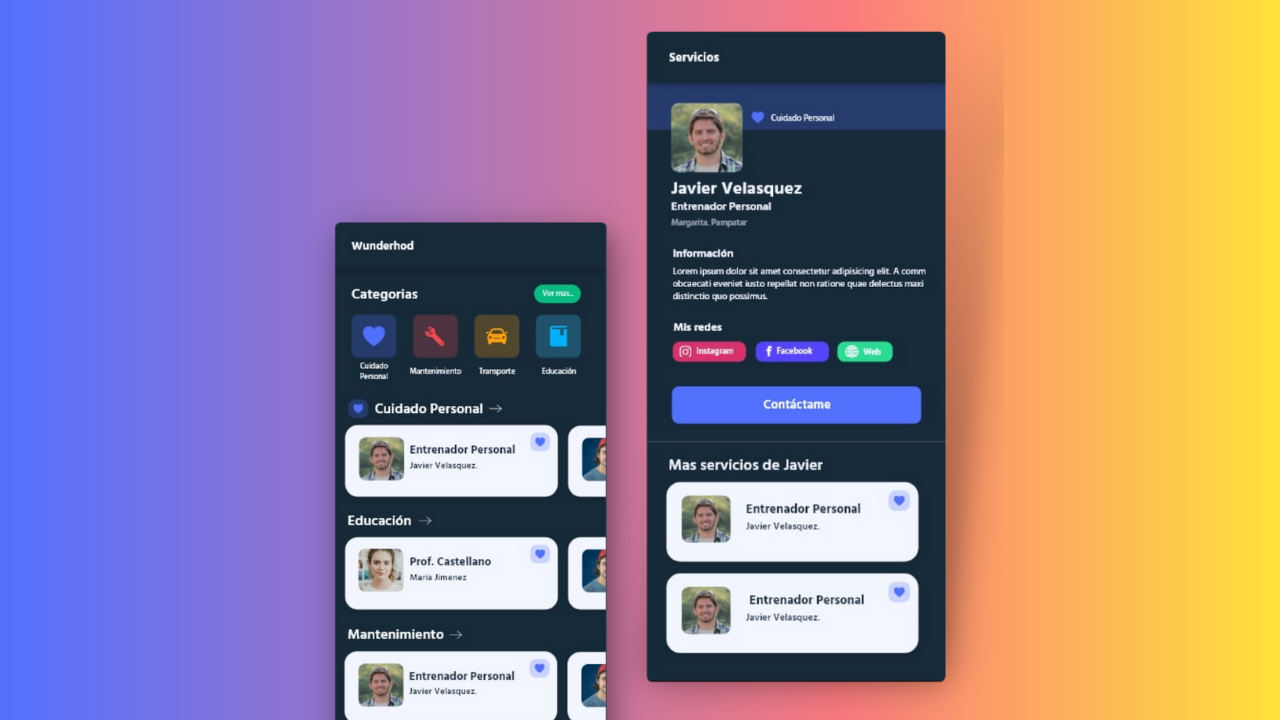 Wunderhod
Categorias
Ver mas...
Cuidado
Personal
Mantenimiento
Transporte
Educación
Cuidado Personal
Entrenador Personal
Javier Velasquez.
Educación
Prof. Castellano
Maria Jimenez
Mantenimiento
Entrenador Personal
Javier Velasquez.
Servicios
Cuidado Personal
Javier Velasquez
Entrenador Personal
Margarita. Pampatar
Información
Lorem ipsum dolor sit amet consectetur adipisicing elit. A comm
obcaecati eveniet iusto repellat non ratione quae delectus maxi
distinctio quo possimus.
Mis redes
Instagram
Facebook
Web
Contáctame
Mas servicios de Javier
Entrenador Personal
Javier Velasquez.
Entrenador Personal
Javier Velasquez.